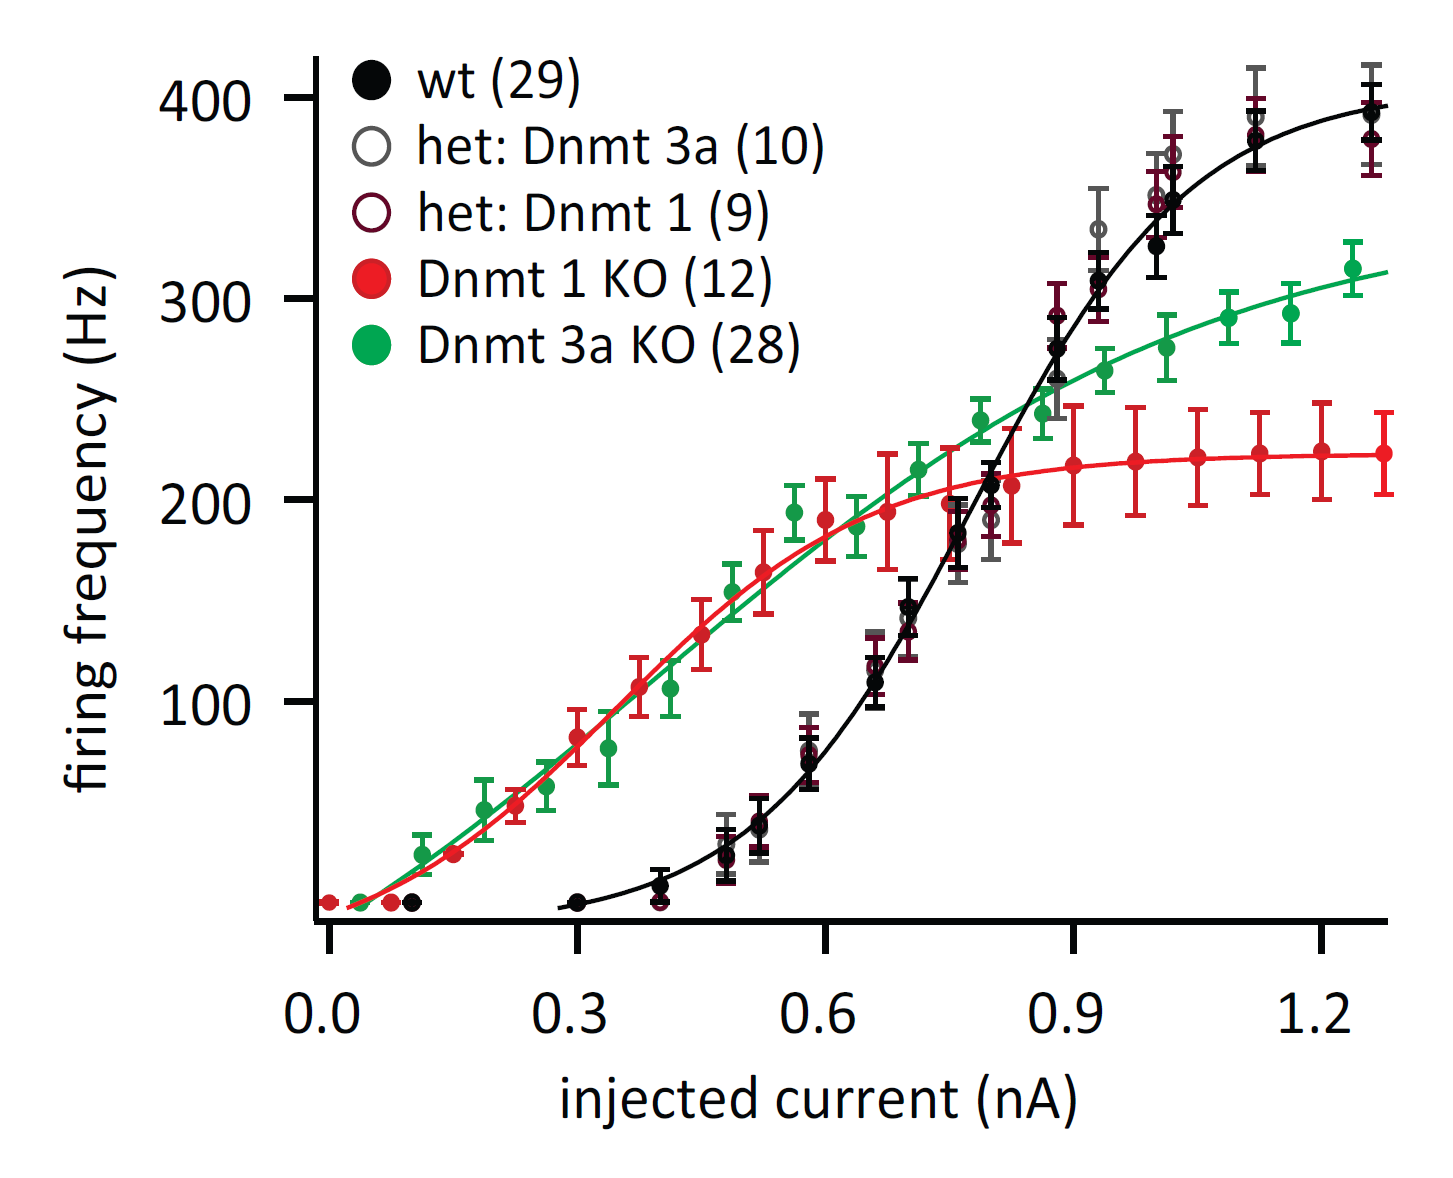 400
300
200
100
firing frequency (Hz)
wt (29)
het: Dnmt 3a (10)
het: Dnmt 1 (9)
Dnmt 1 KO (12)
Dnmt 3a KO (28)
0.0 0.3 0.6 0.9 1.2
injected current (nA)